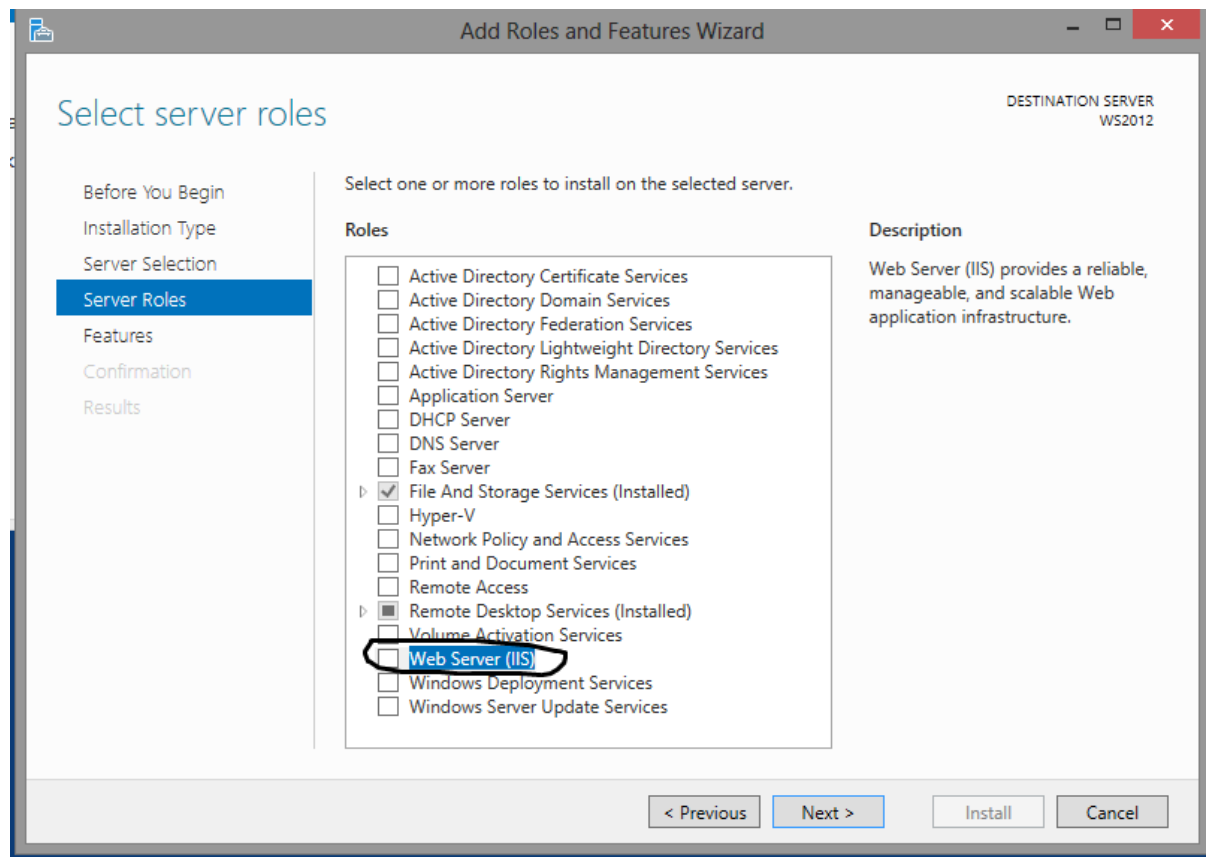 Add Roles and Features Wizard
Select server roles
DESTINATION SERVER
WS2012
Before You Begin
Installation Type
Server Selection
Server Roles
Features
Confirmation
Results
Select one or more roles to install on the selected server.
Roles
Active Directory Certificate Services
Active Directory Domain Services
Active Directory Federation Services
Active Directory Lightweight Directory Services
Active Directory Rights Management Services
Application Server
DHCP Server
DNS Server
Fax Server
File And Storage Services (Installed)
Hyper-V
Network Policy and Access Services
Print and Document Services
Remote Access
Remote Desktop Services (Installed)
Volume Activation Services
Web Server (IIS)
Windows Deployment Services
Windows Server Update Services
Description
Web Server (IIS) provides a reliable,
manageable, and scalable Web
application infrastructure.
< Previous
Next >
Install
Cancel